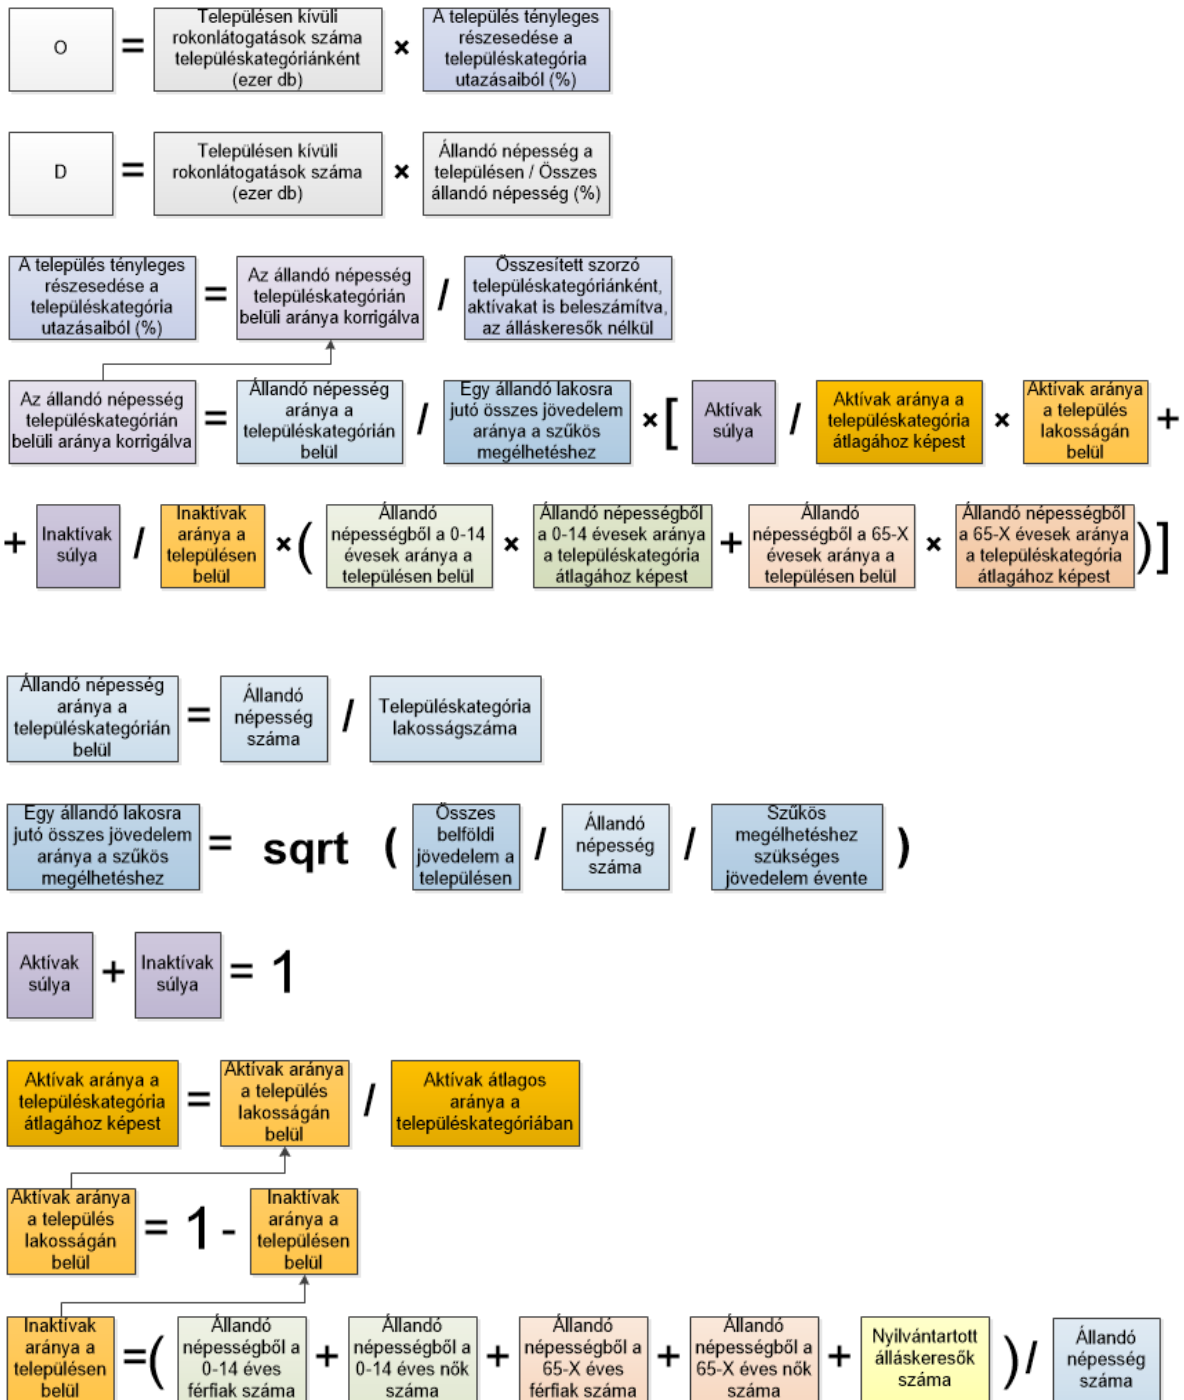 O
=
Településen kívüli
rokonlátogatások száma
településkategóriánként
(ezer db)
×
A település tényleges
részesedése a
településkategória
utazásaiból (%)
D
=
Településen kívüli
rokonlátogatások száma
(ezer db)
×
Állandó népesség a
településen / Összes
állandó népesség (%)
A település tényleges
részesedése a
településkategória
utazásaiból (%)
=
Az állandó népesség
településkategórián
belüli aránya korrigálva
/
Összesített szorzó
településkategóriánként,
aktívakat is beleszámítva,
az álláskeresők nélkül
Az állandó népesség
településkategórián
belüli aránya korrigálva
=
Állandó népesség
aránya a
településkategórián
belül
/
Egy állandó lakosra
jutó összes jövedelem
aránya a szűkös
megélhetéshez
× [
Aktívak
súlya
/
Aktívak aránya a
településkategória
átlagához képest
×
Aktívak aránya
a település
lakosságán
belül
+
+
Inaktívak
súlya
/
Inaktívak
aránya a
településen
belül
× (
Állandó
népességből a 0-14
évesek aránya a
településen belül
×
Állandó népességből
a 0-14 évesek aránya
a településkategória
átlagához képest
+
Állandó
népességből a 65-X
évesek aránya a
településen belül
×
Állandó népességből
a 65-X évesek aránya
a településkategória
átlagához képest
) ]
Állandó népesség
aránya a
településkategórián
belül
=
Állandó
népesség
száma
/
Településkategória
lakosságszáma
Egy állandó lakosra
jutó összes jövedelem
aránya a szűkös
megélhetéshez
= sqrt (
Összes
belföldi
jövedelem a
településen
/
Állandó
népesség
száma
/
Szűkös
megélhetéshez
szükséges
jövedelem évente
)
Aktívak
súlya
+
Inaktívak
súlya
= 1
Aktívak aránya a
településkategória
átlagához képest
=
Aktívak aránya
a település
lakosságán
belül
/
Aktívak átlagos
aránya a
településkategóriában
Aktívak aránya
a település
lakosságán
belül
= 1 -
Inaktívak
aránya a
településen
belül
Inaktívak
aránya a
településen
belül
= (
Állandó
népességből a
0-14 éves
férfiak száma
+
Állandó
népességből a
0-14 éves nők
száma
+
Állandó
népességből a
65-X éves
férfiak száma
+
Állandó
népességből a
65-X éves nők
száma
+
Nyilvántartott
álláskeresők
száma
) /
Állandó
népesség
száma